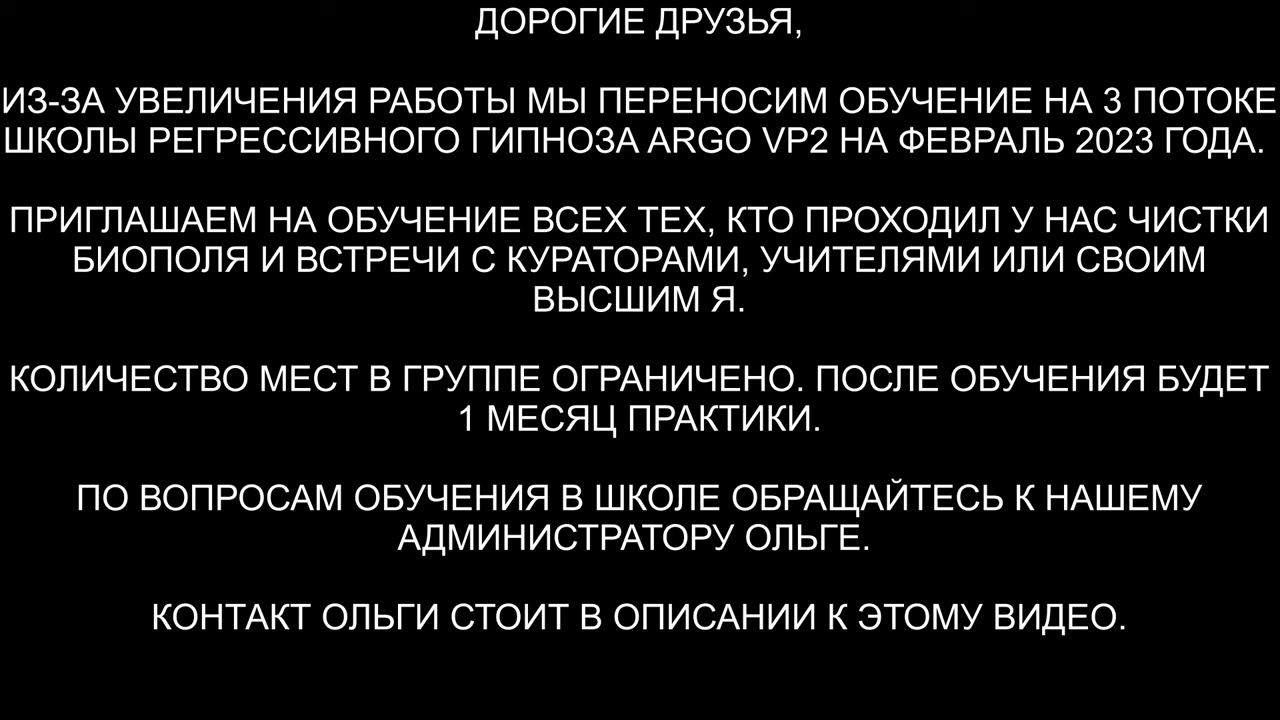 ДОРОГИЕ ДРУЗЬЯ,
ИЗ-ЗА УВЕЛИЧЕНИЯ РАБОТЫ МЫ ПЕРЕНОСИМ ОБУЧЕНИЕ НА 3 ПОТОКЕ
ШКОЛЫ РЕГРЕССИВНОГО ГИПНОЗА ARGO VP2 НА ФЕВРАЛЬ 2023 ГОДА.
ПРИГЛАШАЕМ НА ОБУЧЕНИЕ ВСЕХ ТЕХ, КТО ПРОХОДИЛ У НАС ЧИСТКИ
БИОПОЛЯ И ВСТРЕЧИ С КУРАТОРАМИ, УЧИТЕЛЯМИ ИЛИ СВОИМ
ВЫСШИМ Я.
КОЛИЧЕСТВО МЕСТ В ГРУППЕ ОГРАНИЧЕНО. ПОСЛЕ ОБУЧЕНИЯ БУДЕТ
1 МЕСЯЦ ПРАКТИКИ.
ПО ВОПРОСАМ ОБУЧЕНИЯ В ШКОЛЕ ОБРАЩАЙТЕСЬ К НАШЕМУ
АДМИНИСТРАТОРУ ОЛЬГЕ.
КОНТАКТ ОЛЬГИ СТОИТ В ОПИСАНИИ К ЭТОМУ ВИДЕО.